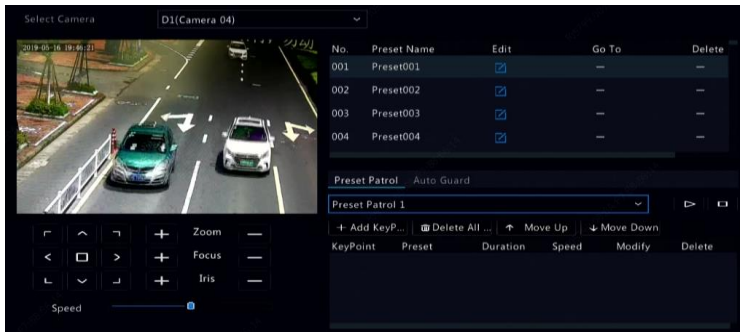 Select Camera D1(Camera 04)
2019-05-16 19:46:21
No. Preset Name Edit Go To Delete
001 Preset001
002 Preset002
003 Preset003
004 Preset004
Preset Patrol Auto Guard
Preset Patrol 1
Add KeyP... Delete All ... Move Up Move Down
KeyPoint Preset Duration Speed Modify Delete
Zoom
Focus
Iris
Speed